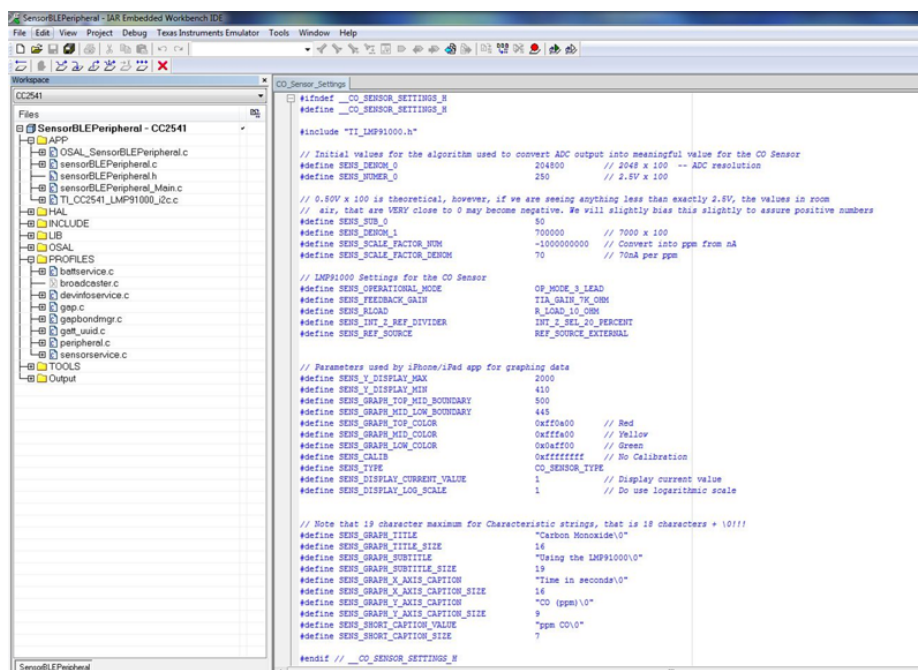 SensorBLEPeripheral - IAR Embedded Workbench IDE
File Edit View Project Debug Texas Instruments Emulator Tools Window Help
Workspace
CC2541
Files
SensorBLEPeripheral - CC2541
APP
OSAL_SensorBLEPeripheral.c
sensorBLEPeripheral.c
sensorBLEPeripheral.h
sensorBLEPeripheral_Main.c
TI_CC2541_LMP91000_i2c.c
HAL
INCLUDE
LIB
OSAL
PROFILES
battservice.c
broadcaster.c
devinfoservice.c
gap.c
gapbondmgr.c
gatt_uuid.c
peripheral.c
sensorservice.c
TOOLS
Output
SensorBLEPeripheral
CO_Sensor_Settings
#ifndef __CO_SENSOR_SETTINGS_H
#define __CO_SENSOR_SETTINGS_H
#include "TI_LMP91000.h"
// Initial values for the algorithm used to convert ADC output into meaningful value for the CO Sensor
#define SENS_DENOM_0 204800 // 2048 x 100 -- ADC resolution
#define SENS_NUMER_0 250 // 2.5V x 100
// 0.50V x 100 is theoretical, however, if we are seeing anything less than exactly 2.5V, the values in room
// air, that are VERY close to 0 may become negative. We will slightly bias this slightly to assure positive numbers
#define SENS_SUB_0 50
#define SENS_DENOM_1 700000 // 7000 x 100
#define SENS_SCALE_FACTOR_NUM -1000000000 // Convert into ppm from nA
#define SENS_SCALE_FACTOR_DENOM 70 // 70nA per ppm
// LMP91000 Settings for the CO Sensor
#define SENS_OPERATIONAL_MODE OP_MODE_3_LEAD
#define SENS_FEEDBACK_GAIN TIA_GAIN_7K_OHM
#define SENS_RLOAD R_LOAD_10_OHM
#define SENS_INT_Z_REF_DIVIDER INT_Z_SEL_20_PERCENT
#define SENS_REF_SOURCE REF_SOURCE_EXTERNAL
// Parameters used by iPhone/iPad app for graphing data
#define SENS_Y_DISPLAY_MAX 2000
#define SENS_Y_DISPLAY_MIN 410
#define SENS_GRAPH_TOP_MID_BOUNDARY 500
#define SENS_GRAPH_MID_LOW_BOUNDARY 445
#define SENS_GRAPH_TOP_COLOR 0xff0a00 // Red
#define SENS_GRAPH_MID_COLOR 0xfffa00 // Yellow
#define SENS_GRAPH_LOW_COLOR 0x0aff00 // Green
#define SENS_CALIB 0xffffffff // No Calibration
#define SENS_TYPE CO_SENSOR_TYPE
#define SENS_DISPLAY_CURRENT_VALUE 1 // Display current value
#define SENS_DISPLAY_LOG_SCALE 1 // Do use logarithmic scale
// Note that 19 character maximum for Characteristic strings, that is 18 characters + \0!!!
#define SENS_GRAPH_TITLE "Carbon Monoxide\0"
#define SENS_GRAPH_TITLE_SIZE 16
#define SENS_GRAPH_SUBTITLE "Using the LMP91000\0"
#define SENS_GRAPH_SUBTITLE_SIZE 19
#define SENS_GRAPH_X_AXIS_CAPTION "Time in seconds\0"
#define SENS_GRAPH_X_AXIS_CAPTION_SIZE 16
#define SENS_GRAPH_Y_AXIS_CAPTION "CO (ppm)\0"
#define SENS_GRAPH_Y_AXIS_CAPTION_SIZE 9
#define SENS_SHORT_CAPTION_VALUE "ppm CO\0"
#define SENS_SHORT_CAPTION_SIZE 7
#endif // __CO_SENSOR_SETTINGS_H